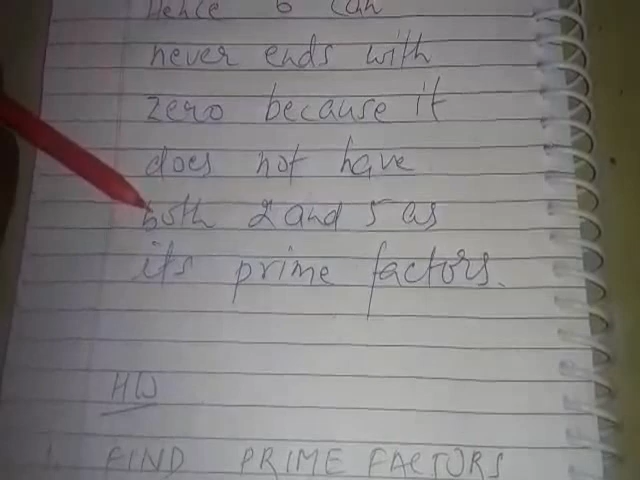 Hence 6 can
never ends with
zero because it
does not have
both 2 and 5 as
its prime factors.
HW
1. FIND PRIME FACTORS